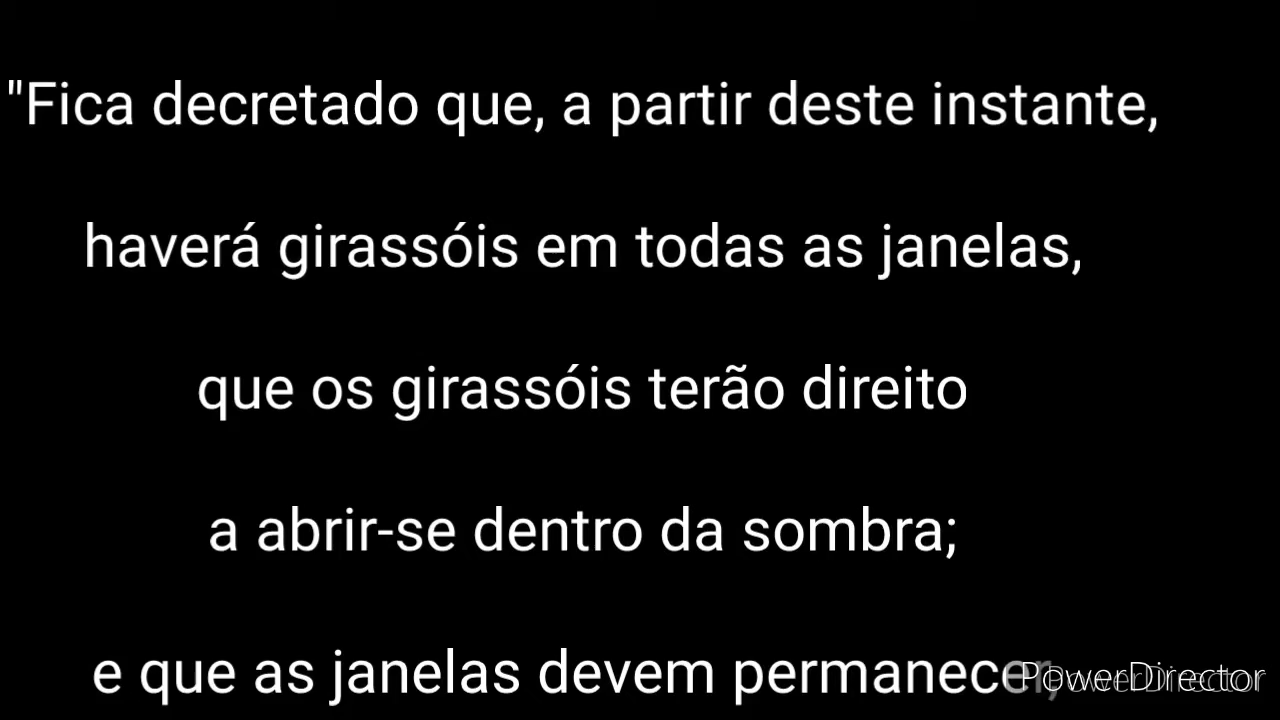 "Fica decretado que, a partir deste instante,
haverá girassóis em todas as janelas,
que os girassóis terão direito
a abrir-se dentro da sombra;
e que as janelas devem permanecer,
PowerDirector